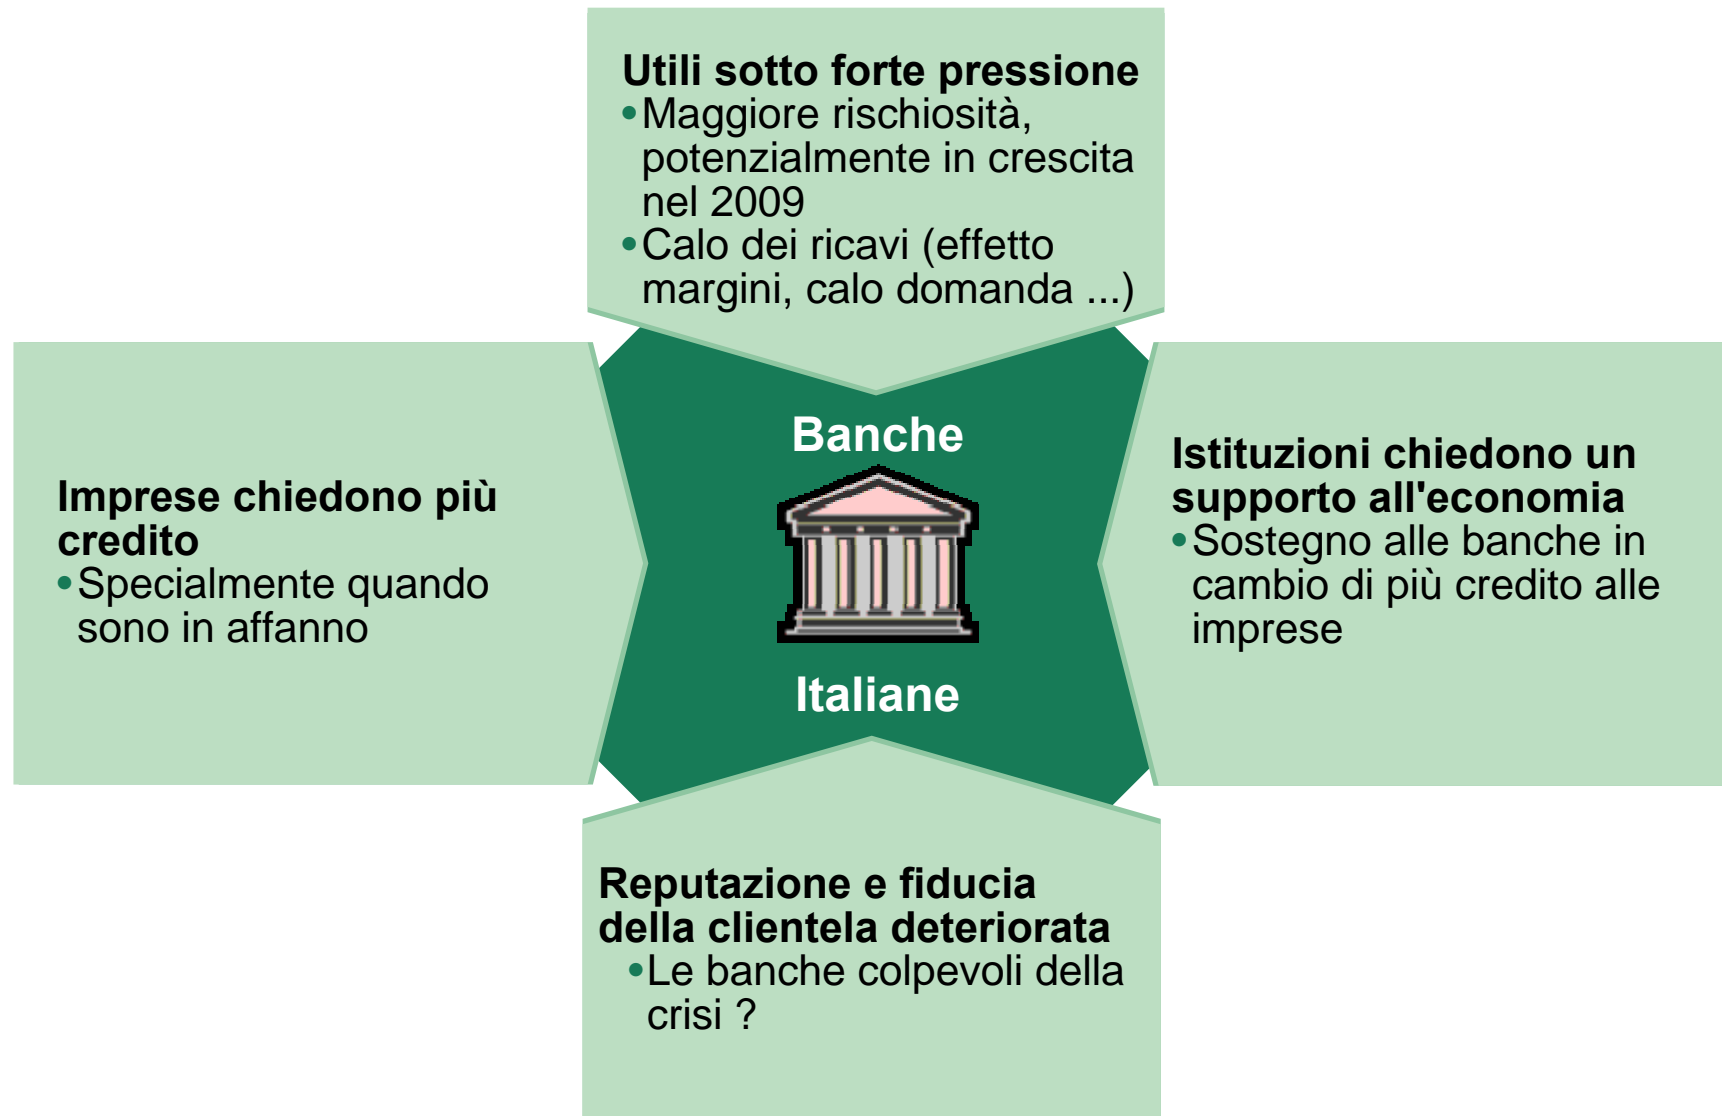 Utili sotto forte pressione
•Maggiore rischiosità,
potenzialmente in crescita
nel 2009
•Calo dei ricavi (effetto
margini, calo domanda ...)
Imprese chiedono più
credito
•Specialmente quando
sono in affanno
Banche
Italiane
Istituzioni chiedono un
supporto all'economia
•Sostegno alle banche in
cambio di più credito alle
imprese
Reputazione e fiducia
della clientela deteriorata
•Le banche colpevoli della
crisi ?